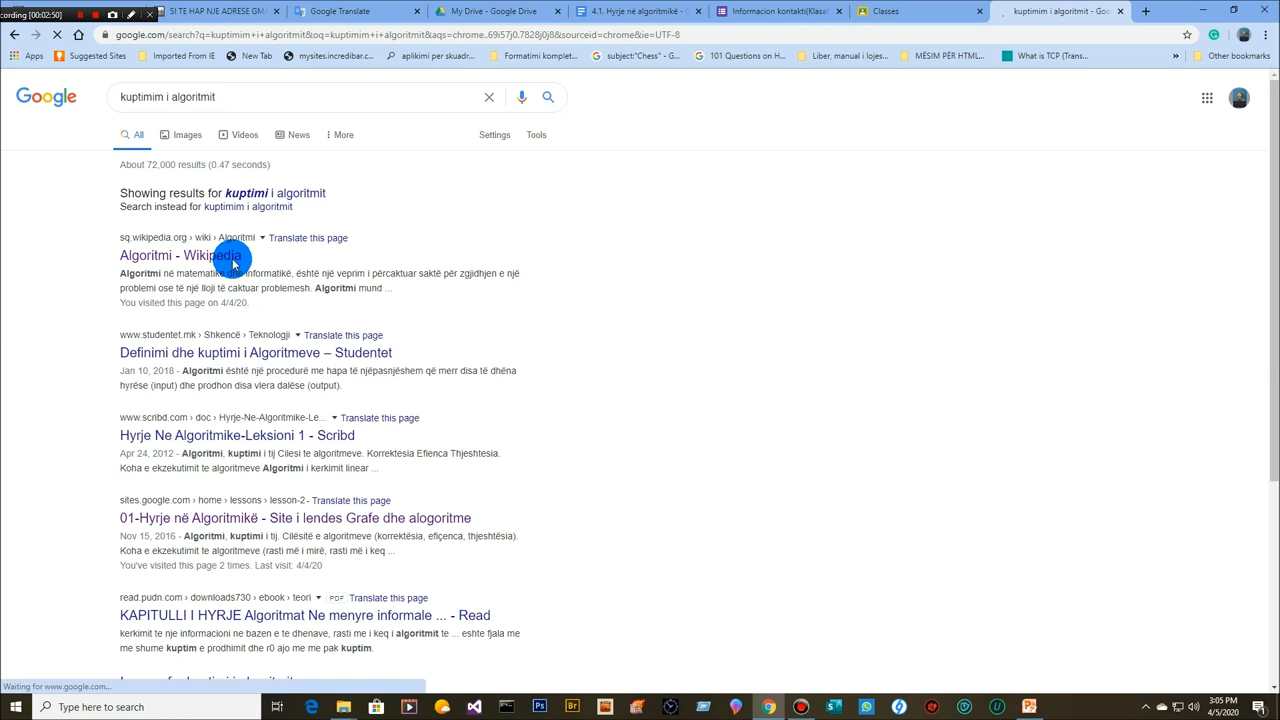 cording [00:02:50]
SI TE HAP NJE ADRESE GM
Google Translate
My Drive - Google Drive
4.1. Hyrje në algoritmikë - G
Informacion kontakti(Klasa
Classes
kuptimim i algoritmit - Goo
google.com/search?q=kuptimim+i+algoritmit&oq=kuptimim+i+algoritmit&aqs=chrome..69i57j0.7828j0j8&sourceid=chrome&ie=UTF-8
Apps Suggested Sites Imported From IE New Tab mysites.incredibar.c... aplikimi per skuadr... Formatimi komplet... subject:"Chess" - G... 101 Questions on H... Liber, manual i lojes... MËSIM PËR HTML... What is TCP (Trans... » Other bookmarks
Google kuptimim i algoritmit
All Images Videos News More Settings Tools
About 72,000 results (0.47 seconds)
Showing results for kuptimi i algoritmit
Search instead for kuptimim i algoritmit
sq.wikipedia.org › wiki › Algoritmi Translate this page
Algoritmi - Wikipedia
Algoritmi në matematikë dhe informatikë, është një veprim i përcaktuar saktë për zgjidhjen e një
problemi ose të një lloji të caktuar problemesh. Algoritmi mund ...
You visited this page on 4/4/20.
www.studentet.mk › Shkencë › Teknologji Translate this page
Definimi dhe kuptimi i Algoritmeve – Studentet
Jan 10, 2018 - Algoritmi është një procedurë me hapa të njëpasnjëshëm që merr disa të dhëna
hyrëse (input) dhe prodhon disa vlera dalëse (output).
www.scribd.com › doc › Hyrje-Ne-Algoritmike-Le... Translate this page
Hyrje Ne Algoritmike-Leksioni 1 - Scribd
Apr 24, 2012 - Algoritmi, kuptimi i tij Cilesi te algoritmeve. Korrektesia Efienca Thjeshtesia.
Koha e ekzekutimit te algoritmeve Algoritmi i kerkimit linear ...
sites.google.com › home › lessons › lesson-2 - Translate this page
01-Hyrje në Algoritmikë - Site i lendes Grafe dhe alogoritme
Nov 15, 2016 - Algoritmi, kuptimi i tij. Cilësitë e algoritmeve (korrektësia, efiçenca, thjeshtësia).
Koha e ekzekutimit të algoritmeve (rasti më i mirë, rasti më i keq ...
You've visited this page 2 times. Last visit: 4/4/20
read.pudn.com › downloads730 › ebook › teori PDF Translate this page
KAPITULLI I HYRJE Algoritmat Ne menyre informale ... - Read
kerkimit te nje informacioni ne bazen e te dhenave, rasti me i keq i algoritmit te ... eshte fjala me
me shume kuptim e prodhimit dhe r0 ajo me me pak kuptim.
Waiting for www.google.com...
Type here to search
3:05 PM
4/5/2020